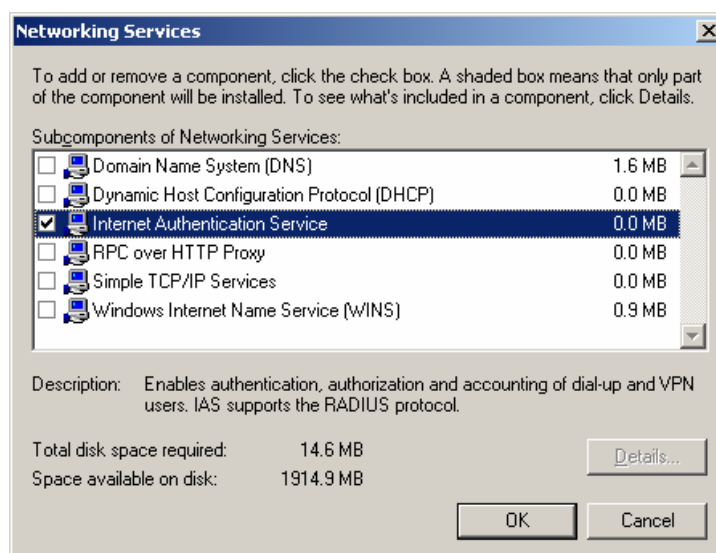 Networking Services
To add or remove a component, click the check box. A shaded box means that only part
of the component will be installed. To see what's included in a component, click Details.
Subcomponents of Networking Services:
Domain Name System (DNS) 1.6 MB
Dynamic Host Configuration Protocol (DHCP) 0.0 MB
Internet Authentication Service 0.0 MB
RPC over HTTP Proxy 0.0 MB
Simple TCP/IP Services 0.0 MB
Windows Internet Name Service (WINS) 0.9 MB
Description: Enables authentication, authorization and accounting of dial-up and VPN
users. IAS supports the RADIUS protocol.
Total disk space required: 14.6 MB
Details...
Space available on disk: 1914.9 MB
OK Cancel